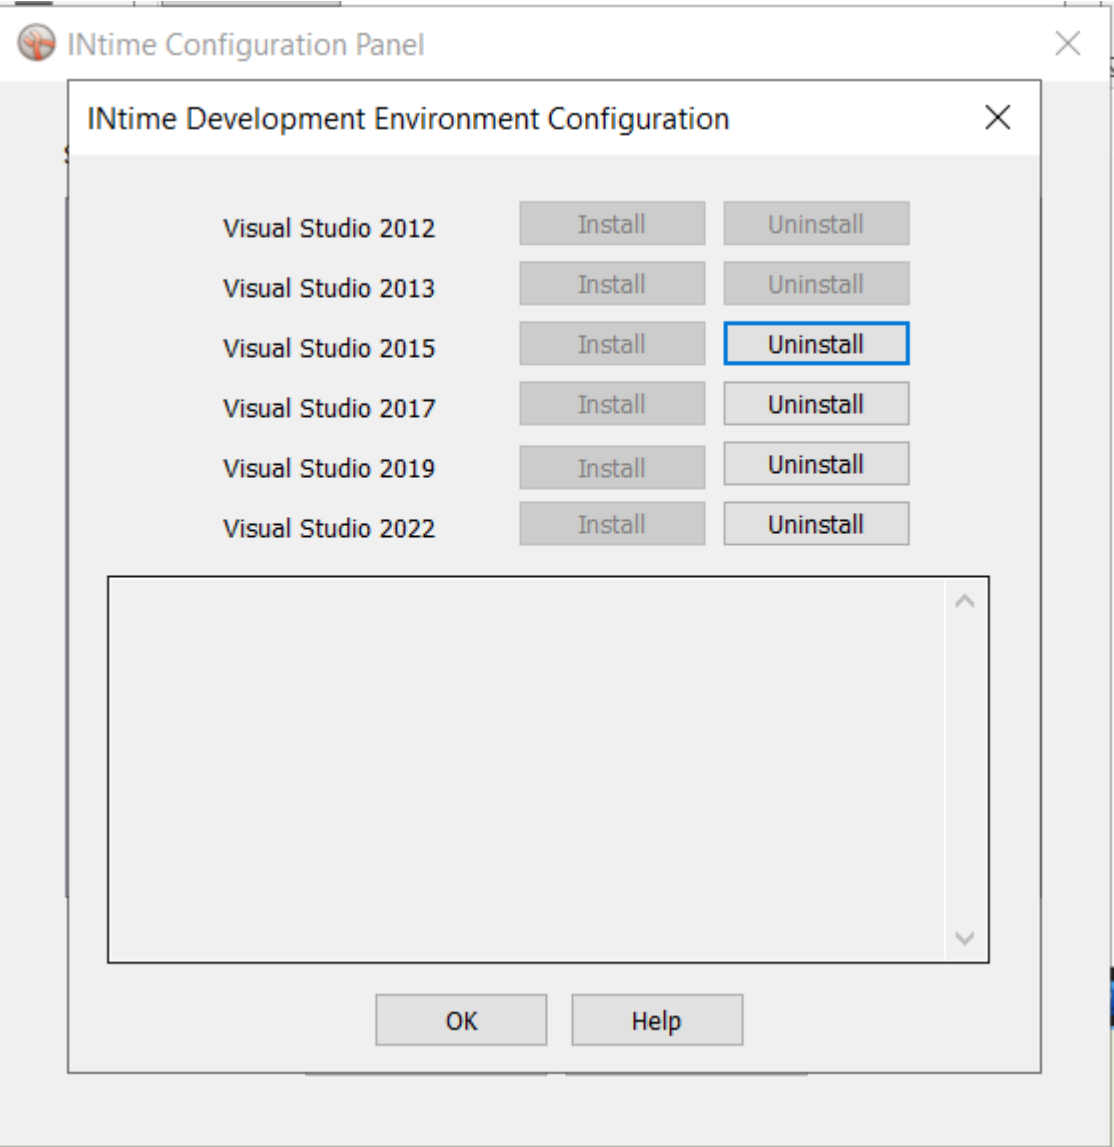 INtime Configuration Panel
INtime Development Environment Configuration
Visual Studio 2012 Install Uninstall
Visual Studio 2013 Install Uninstall
Visual Studio 2015 Install Uninstall
Visual Studio 2017 Install Uninstall
Visual Studio 2019 Install Uninstall
Visual Studio 2022 Install Uninstall
OK Help